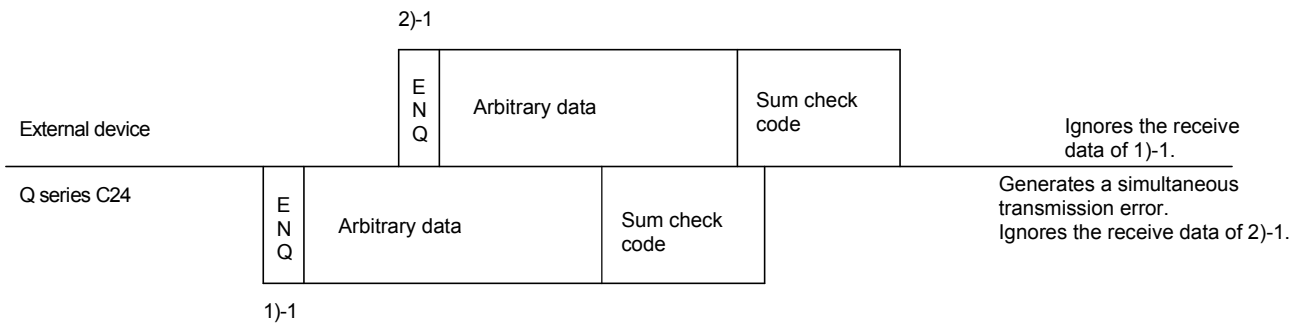 2)-1
E
N
Q
Arbitrary data
Sum check
code
External device
Ignores the receive
data of 1)-1.
Q series C24
E
N
Q
Arbitrary data
Sum check
code
Generates a simultaneous
transmission error.
Ignores the receive data of 2)-1.
1)-1